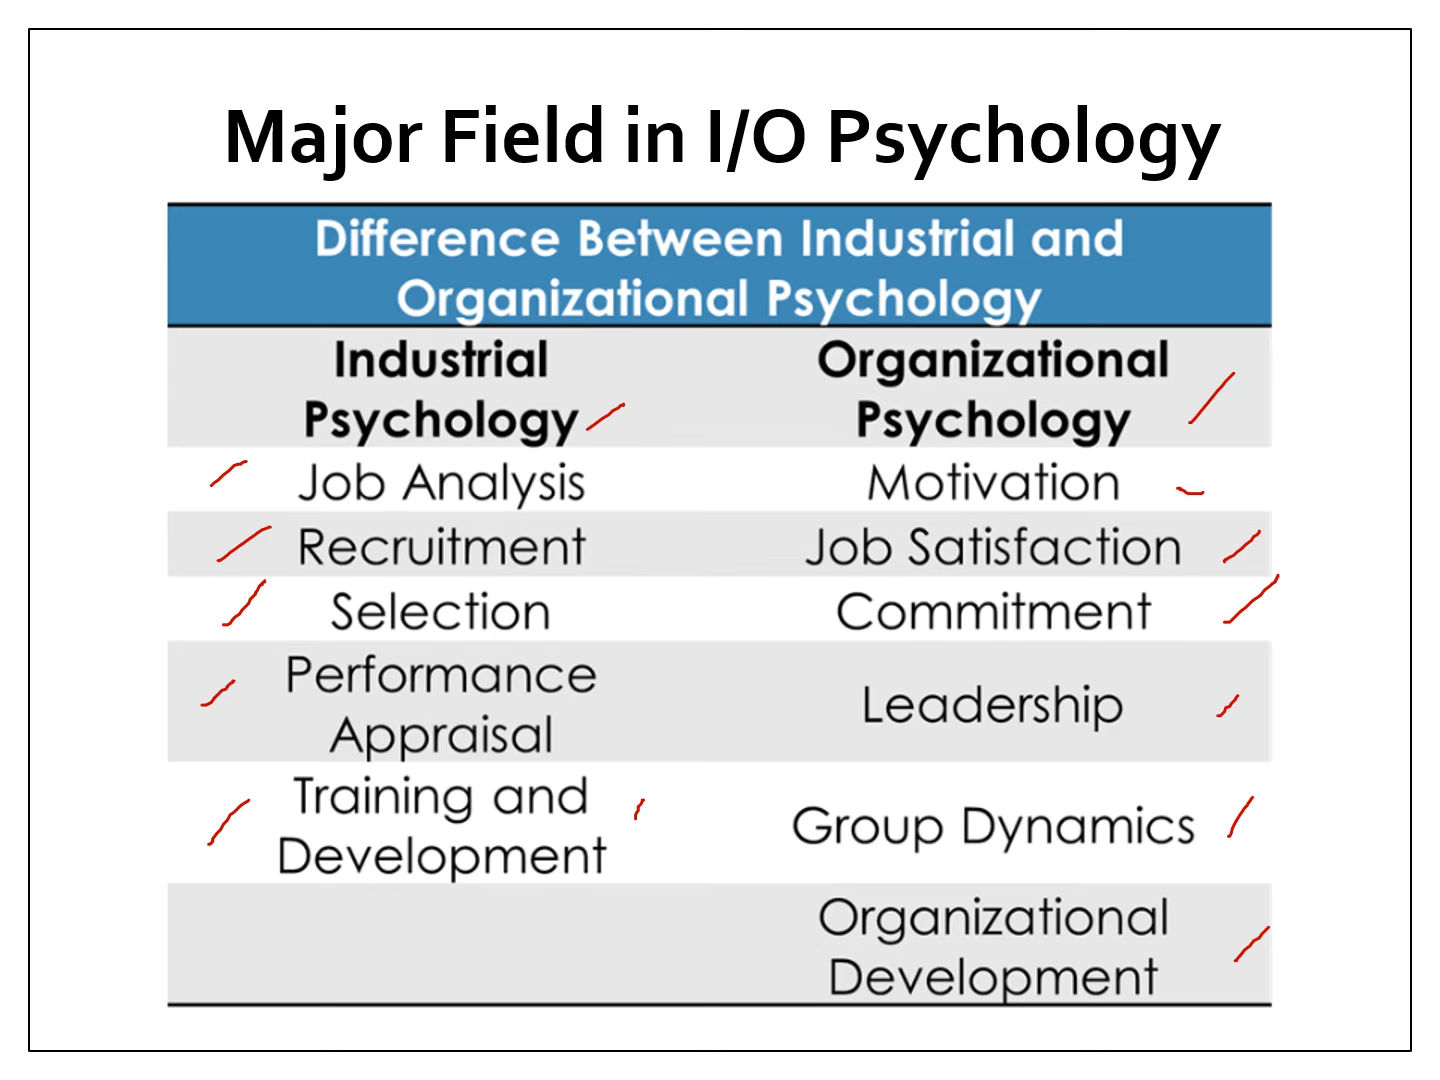 Major Field in I/O Psychology
Difference Between Industrial and
Organizational Psychology
Industrial
Psychology
Organizational
Psychology
Job Analysis
Motivation
Recruitment
Job Satisfaction
Selection
Commitment
Performance
Appraisal
Leadership
Training and
Development
Group Dynamics
Organizational
Development